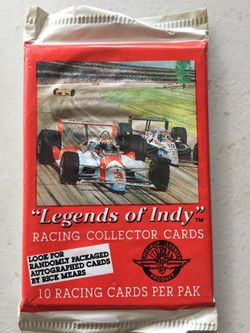 "Legends of Indy"™
RACING COLLECTOR CARDS
LOOK FOR
RANDOMLY PACKAGED
AUTOGRAPHED CARDS
BY RICK MEARS
10 RACING CARDS PER PAK